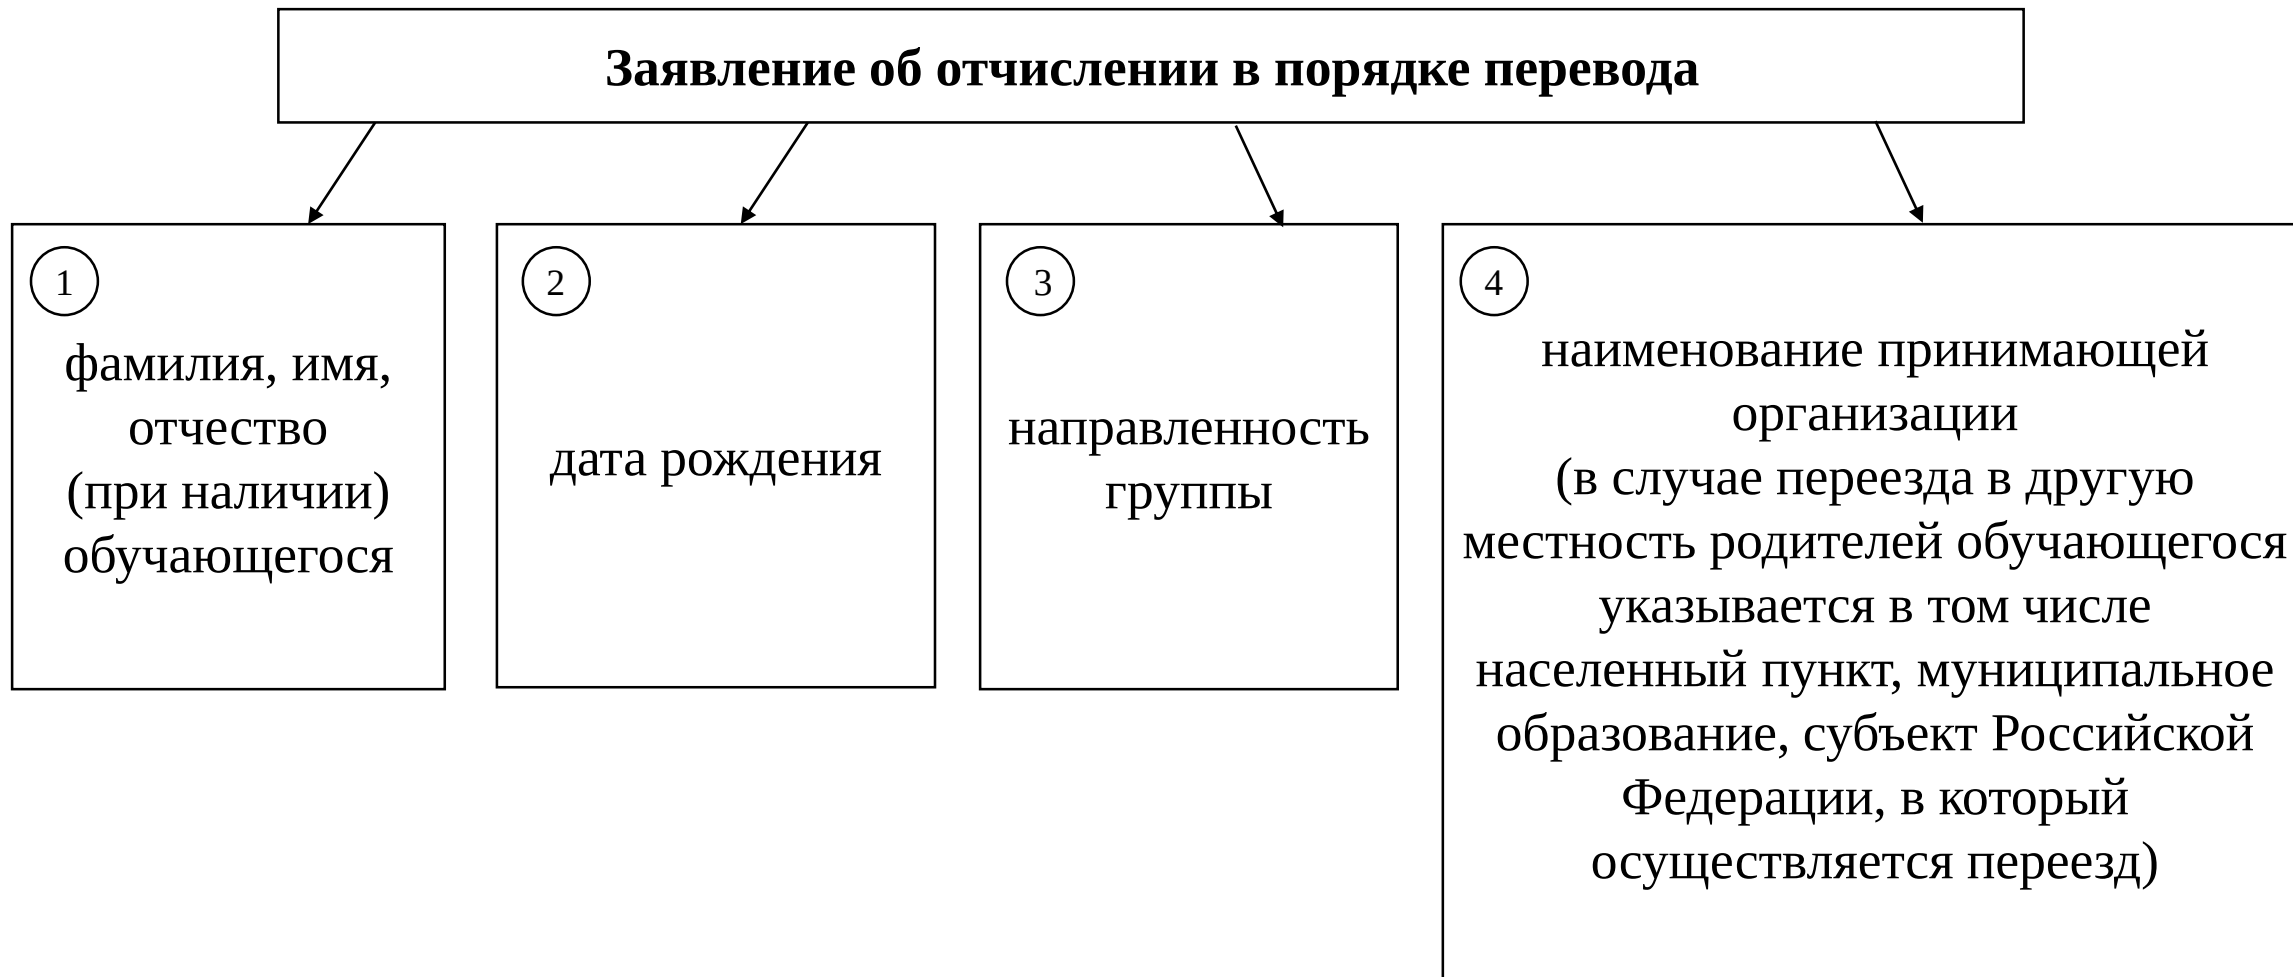 Заявление об отчислении в порядке перевода
1
фамилия, имя,
отчество
(при наличии)
обучающегося
2
дата рождения
3
направленность
группы
4
наименование принимающей
организации
(в случае переезда в другую
местность родителей обучающегося
указывается в том числе
населенный пункт, муниципальное
образование, субъект Российской
Федерации, в который
осуществляется переезд)